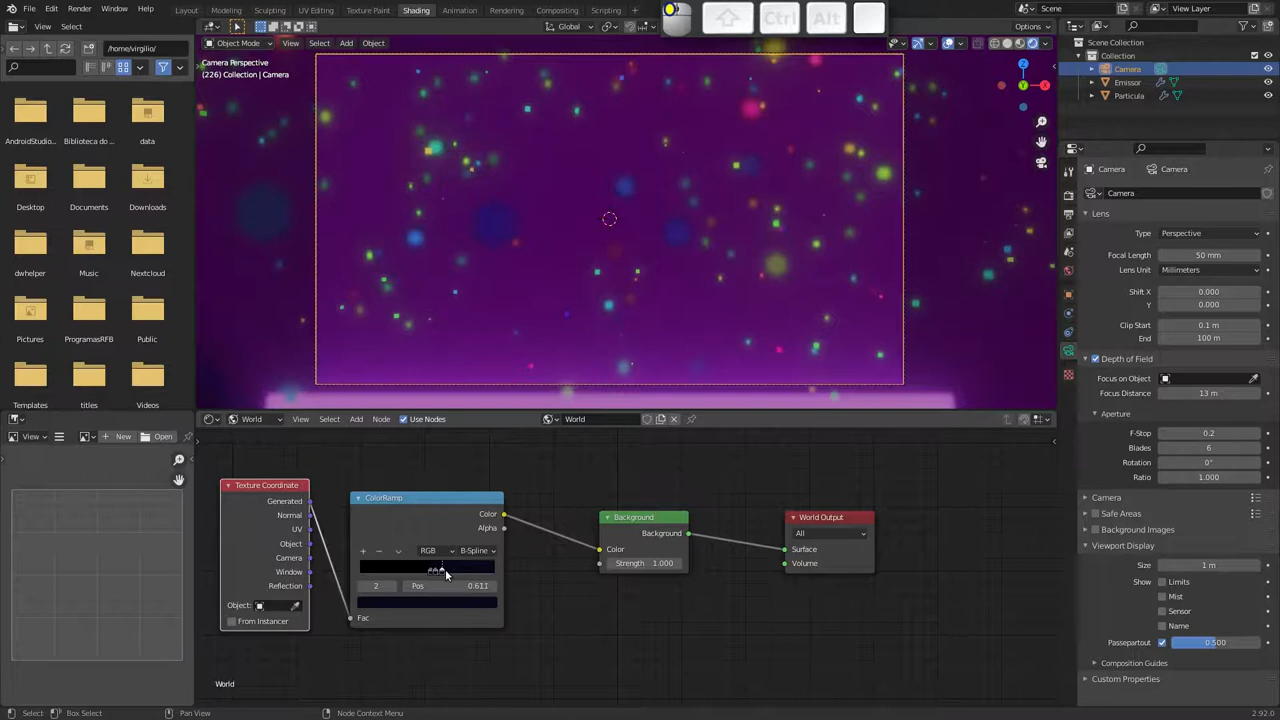 File Edit Render Window Help Layout Modeling Sculpting UV Editing Texture Paint Shading Animation Rendering Compositing Scripting Scene View Layer
View Select Global Shift Ctrl Alt Options
/home/virgilio/ Object Mode View Select Add Object
Scene Collection
Collection
Camera
Emissor
Particula
Camera Perspective
(226) Collection | Camera
Z
Y
X
AndroidStudio... Biblioteca do ... data
Desktop Documents Downloads
dwhelper Music Nextcloud
Pictures ProgramasRFB Public
Templates titles Videos
Camera Camera
Camera
Lens
Type Perspective
Focal Length 50 mm
Lens Unit Millimeters
Shift X 0.000
Y 0.000
Clip Start 0.1 m
End 100 m
Depth of Field
Focus on Object
Focus Distance 13 m
Aperture
F-Stop 0.2
Blades 6
Rotation 0°
Ratio 1.000
Camera
Safe Areas
Background Images
Viewport Display
Size 1 m
Show Limits
Mist
Sensor
Name
Passepartout 0.500
Composition Guides
Custom Properties
World View Select Add Node Use Nodes World
View New Open
Texture Coordinate
Generated
Normal
UV
Object
Camera
Window
Reflection
Object:
From Instancer
ColorRamp
Color
Alpha
RGB B-Spline
2 Pos 0.611
Fac
Background
Background
Color
Strength 1.000
World Output
All
Surface
Volume
World
Select Box Select Pan View Node Context Menu 2.92.0